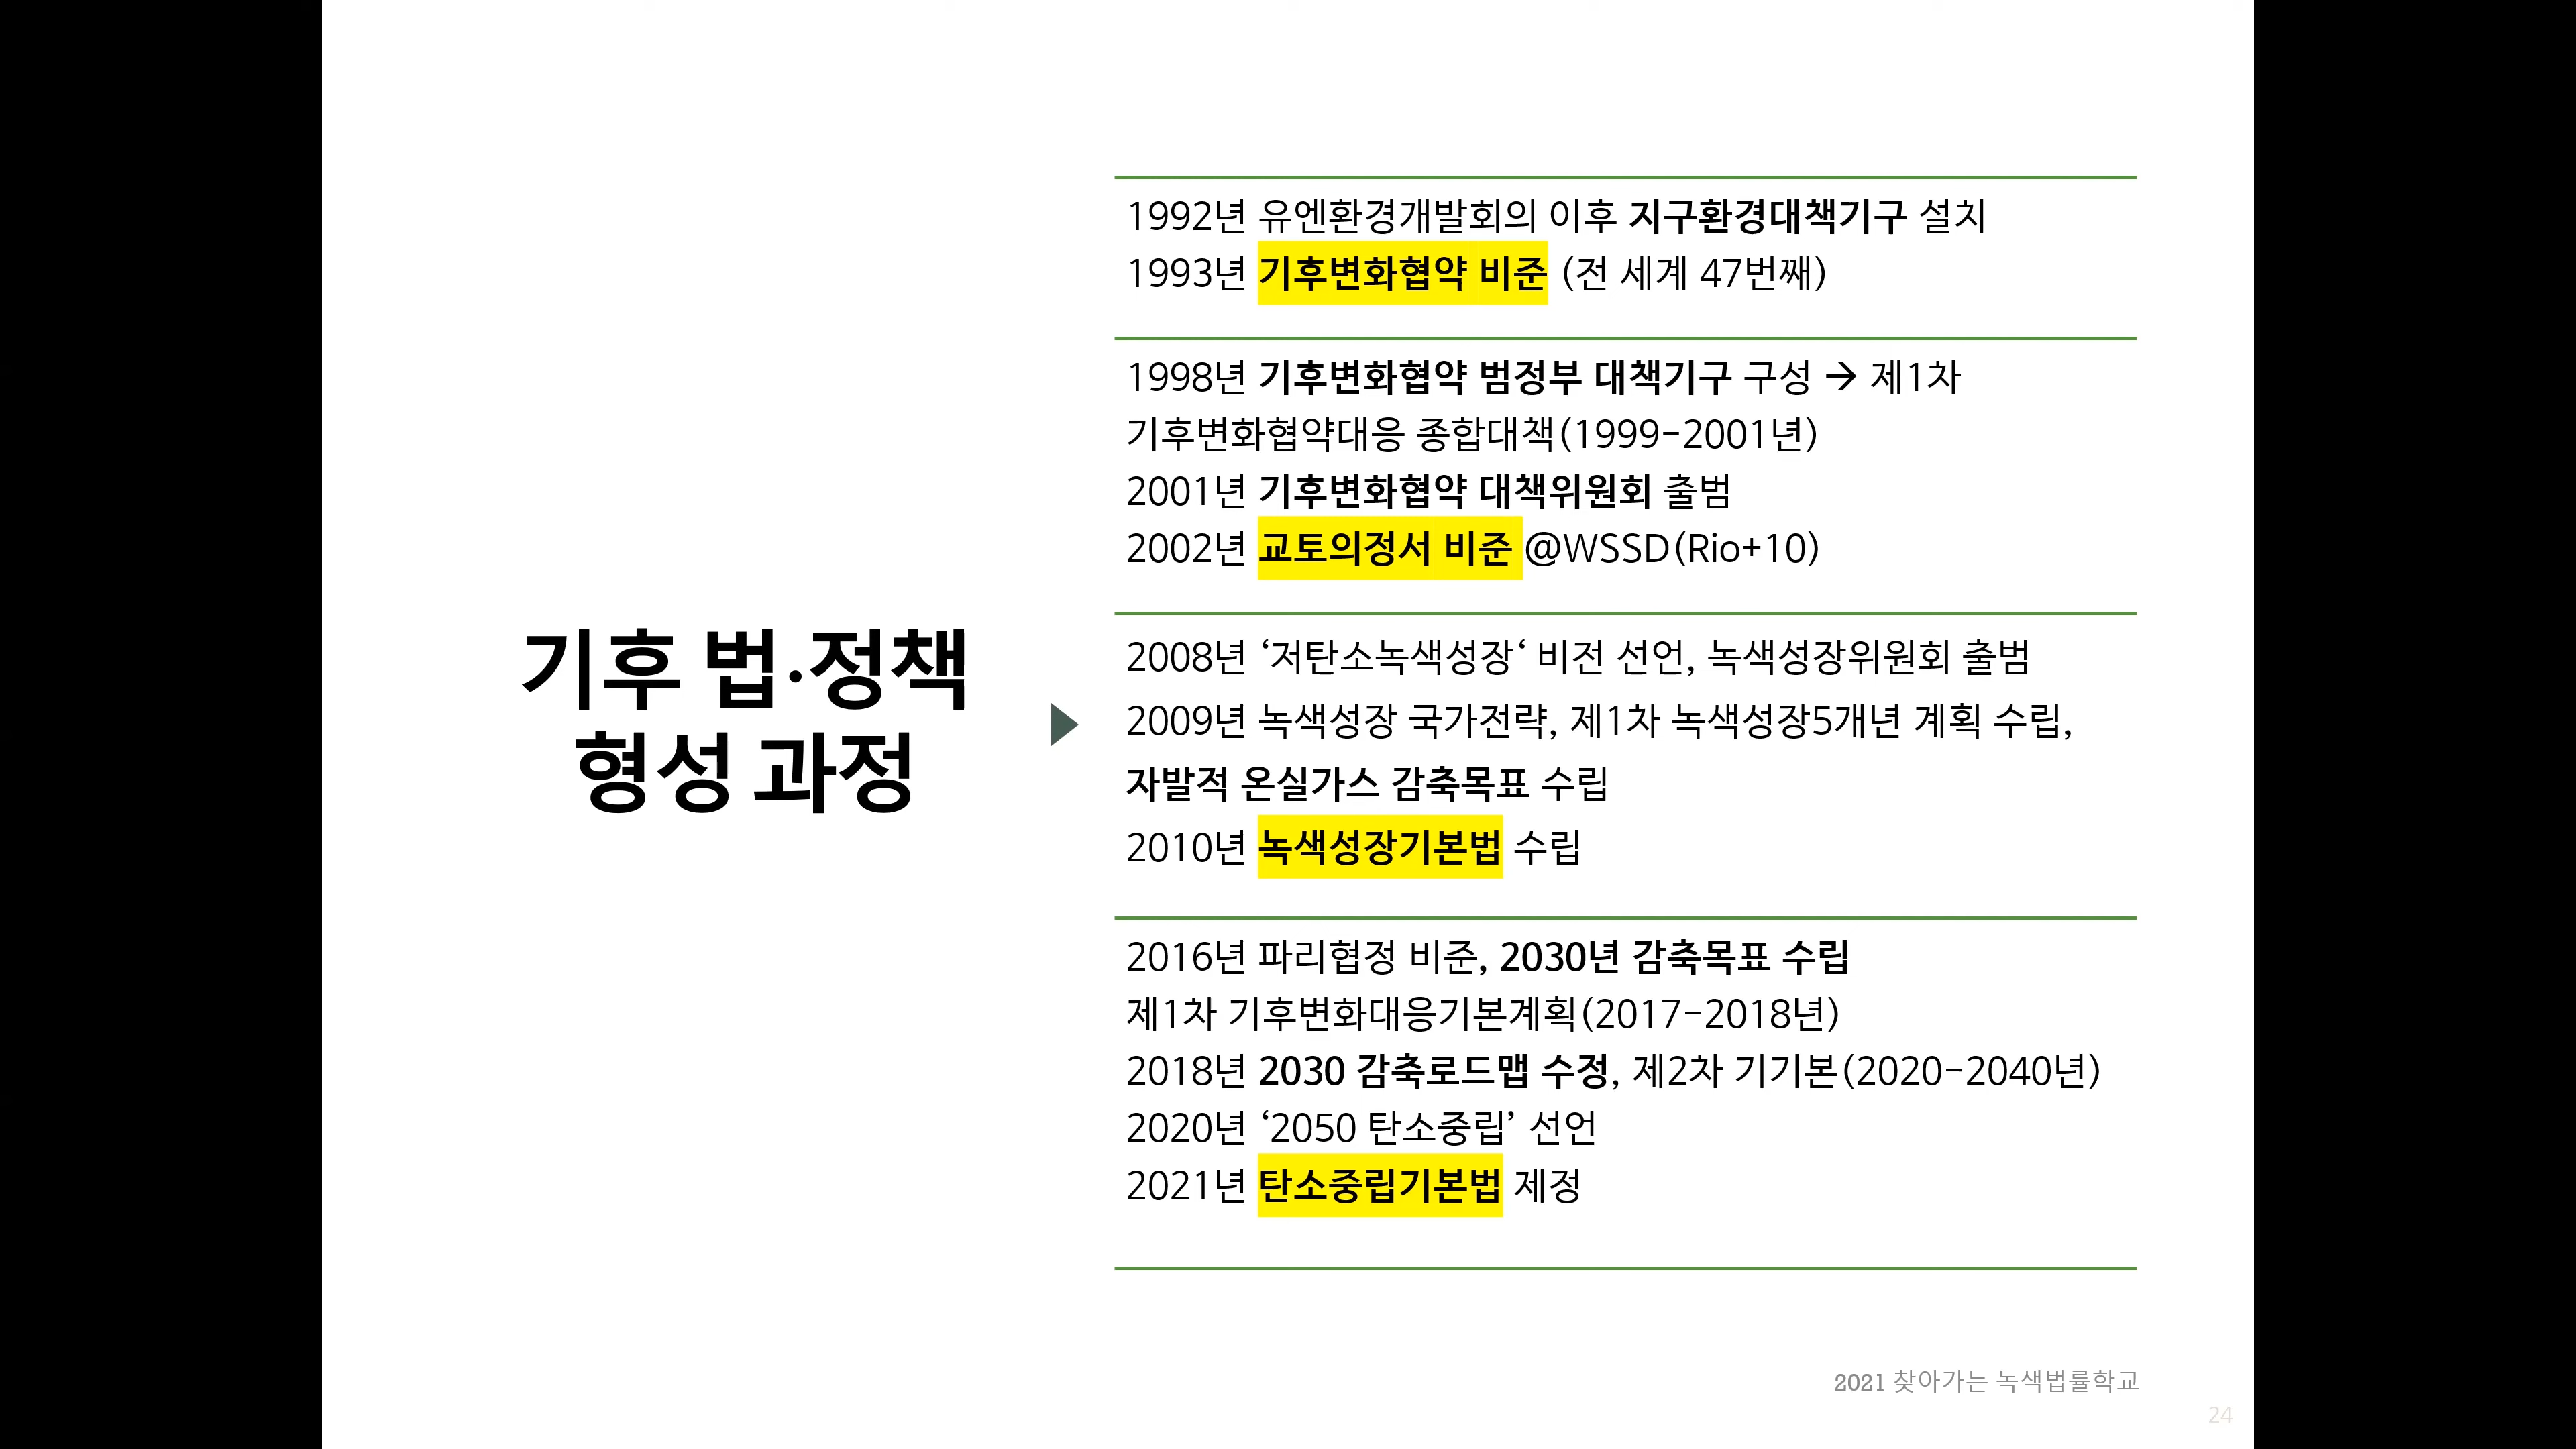 기후 법·정책
형성 과정
1992년 유엔환경개발회의 이후 지구환경대책기구 설치
1993년 기후변화협약 비준 (전 세계 47번째)
1998년 기후변화협약 범정부 대책기구 구성 → 제1차
기후변화협약대응 종합대책(1999-2001년)
2001년 기후변화협약 대책위원회 출범
2002년 교토의정서 비준 @WSSD(Rio+10)
2008년 ‘저탄소녹색성장‘ 비전 선언, 녹색성장위원회 출범
2009년 녹색성장 국가전략, 제1차 녹색성장5개년 계획 수립,
자발적 온실가스 감축목표 수립
2010년 녹색성장기본법 수립
2016년 파리협정 비준, 2030년 감축목표 수립
제1차 기후변화대응기본계획(2017-2018년)
2018년 2030 감축로드맵 수정, 제2차 기기본(2020-2040년)
2020년 ‘2050 탄소중립’ 선언
2021년 탄소중립기본법 제정
2021 찾아가는 녹색법률학교
24